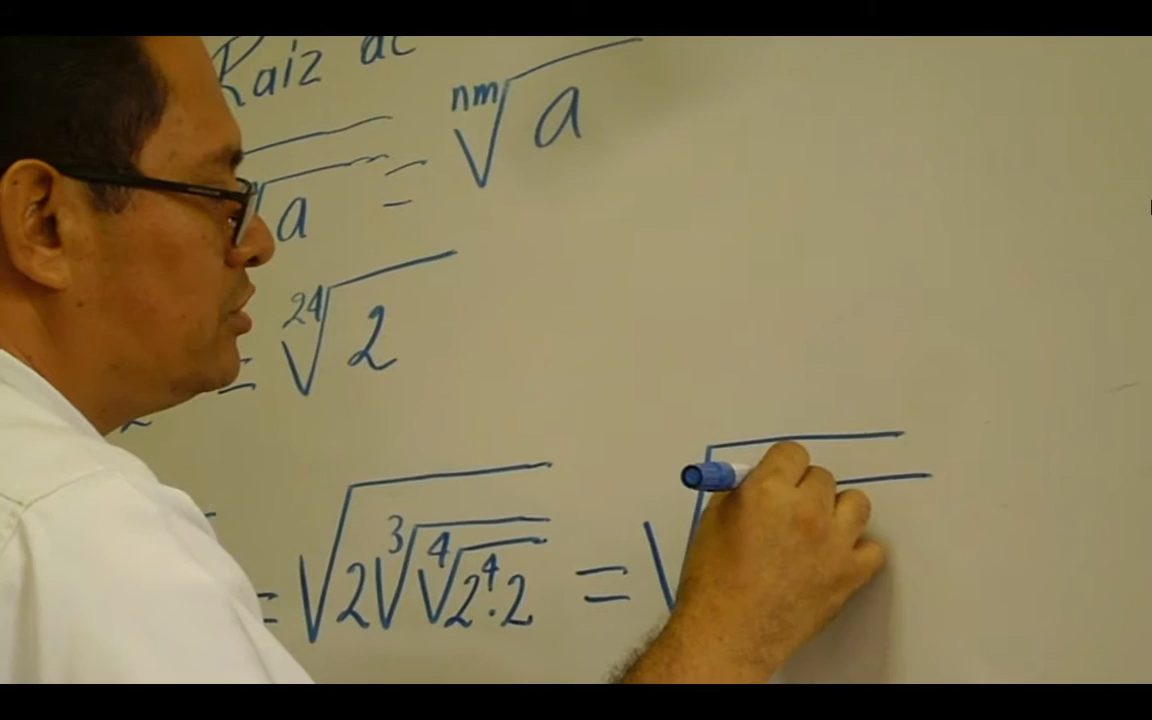 Raiz de
√a = ⁿᵐ√a
= ²⁴√2
= √(2 ³√(⁴√(2⁴·2))) = √